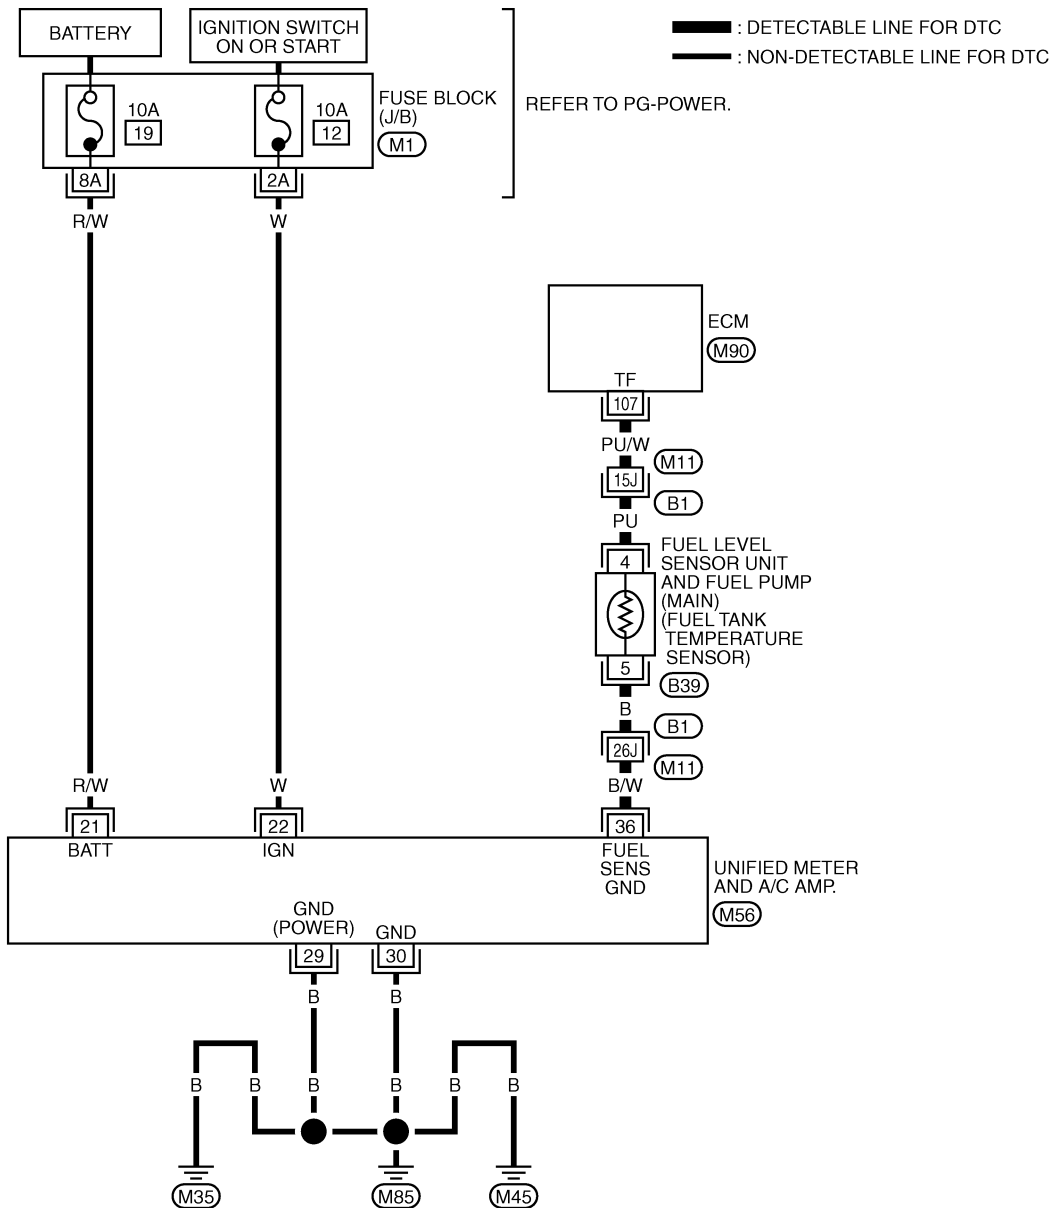 BATTERY
IGNITION SWITCH
ON OR START
: DETECTABLE LINE FOR DTC
: NON-DETECTABLE LINE FOR DTC
10A
19
10A
12
FUSE BLOCK
(J/B)
M1
REFER TO PG-POWER.
8A
2A
R/W
W
ECM
M90
TF
107
PU/W
M11
15J
B1
PU
4
FUEL LEVEL
SENSOR UNIT
AND FUEL PUMP
(MAIN)
(FUEL TANK
TEMPERATURE
SENSOR)
5
B39
B
B1
26J
M11
R/W
W
B/W
21
22
36
BATT
IGN
FUEL
SENS
GND
UNIFIED METER
AND A/C AMP.
M56
GND
(POWER)
GND
29
30
B
B
B
B
B
B
B
B
M35
M85
M45